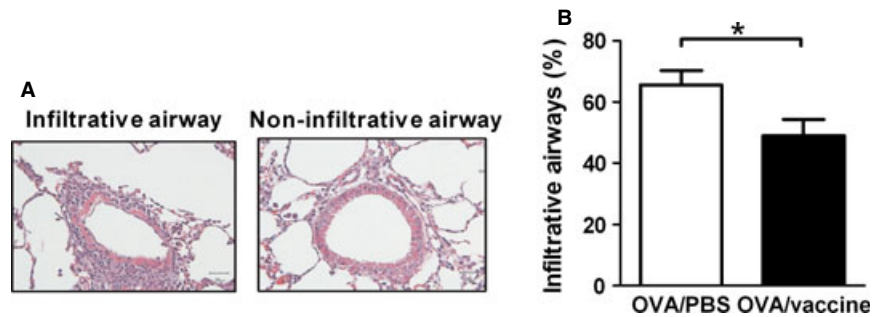 A
Infiltrative airway
Non-infiltrative airway
B
Infiltrative airways (%)
80
60
40
20
0
*
OVA/PBS OVA/vaccine